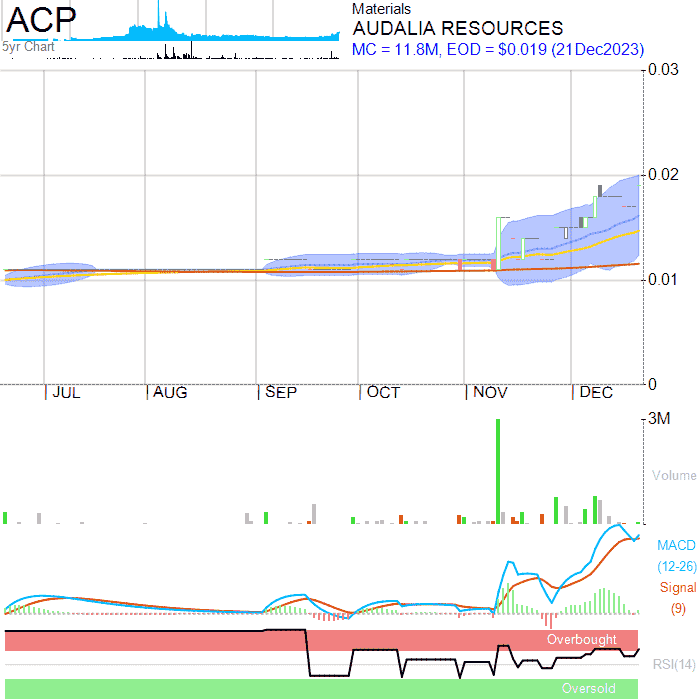 ACP
5yr Chart
Materials
AUDALIA RESOURCES
MC = 11.8M, EOD = $0.019 (21Dec2023)
0.03
0.02
0.01
0
JUL AUG SEP OCT NOV DEC
3M
Volume
MACD
(12-26)
Signal
(9)
Overbought
RSI(14)
Oversold